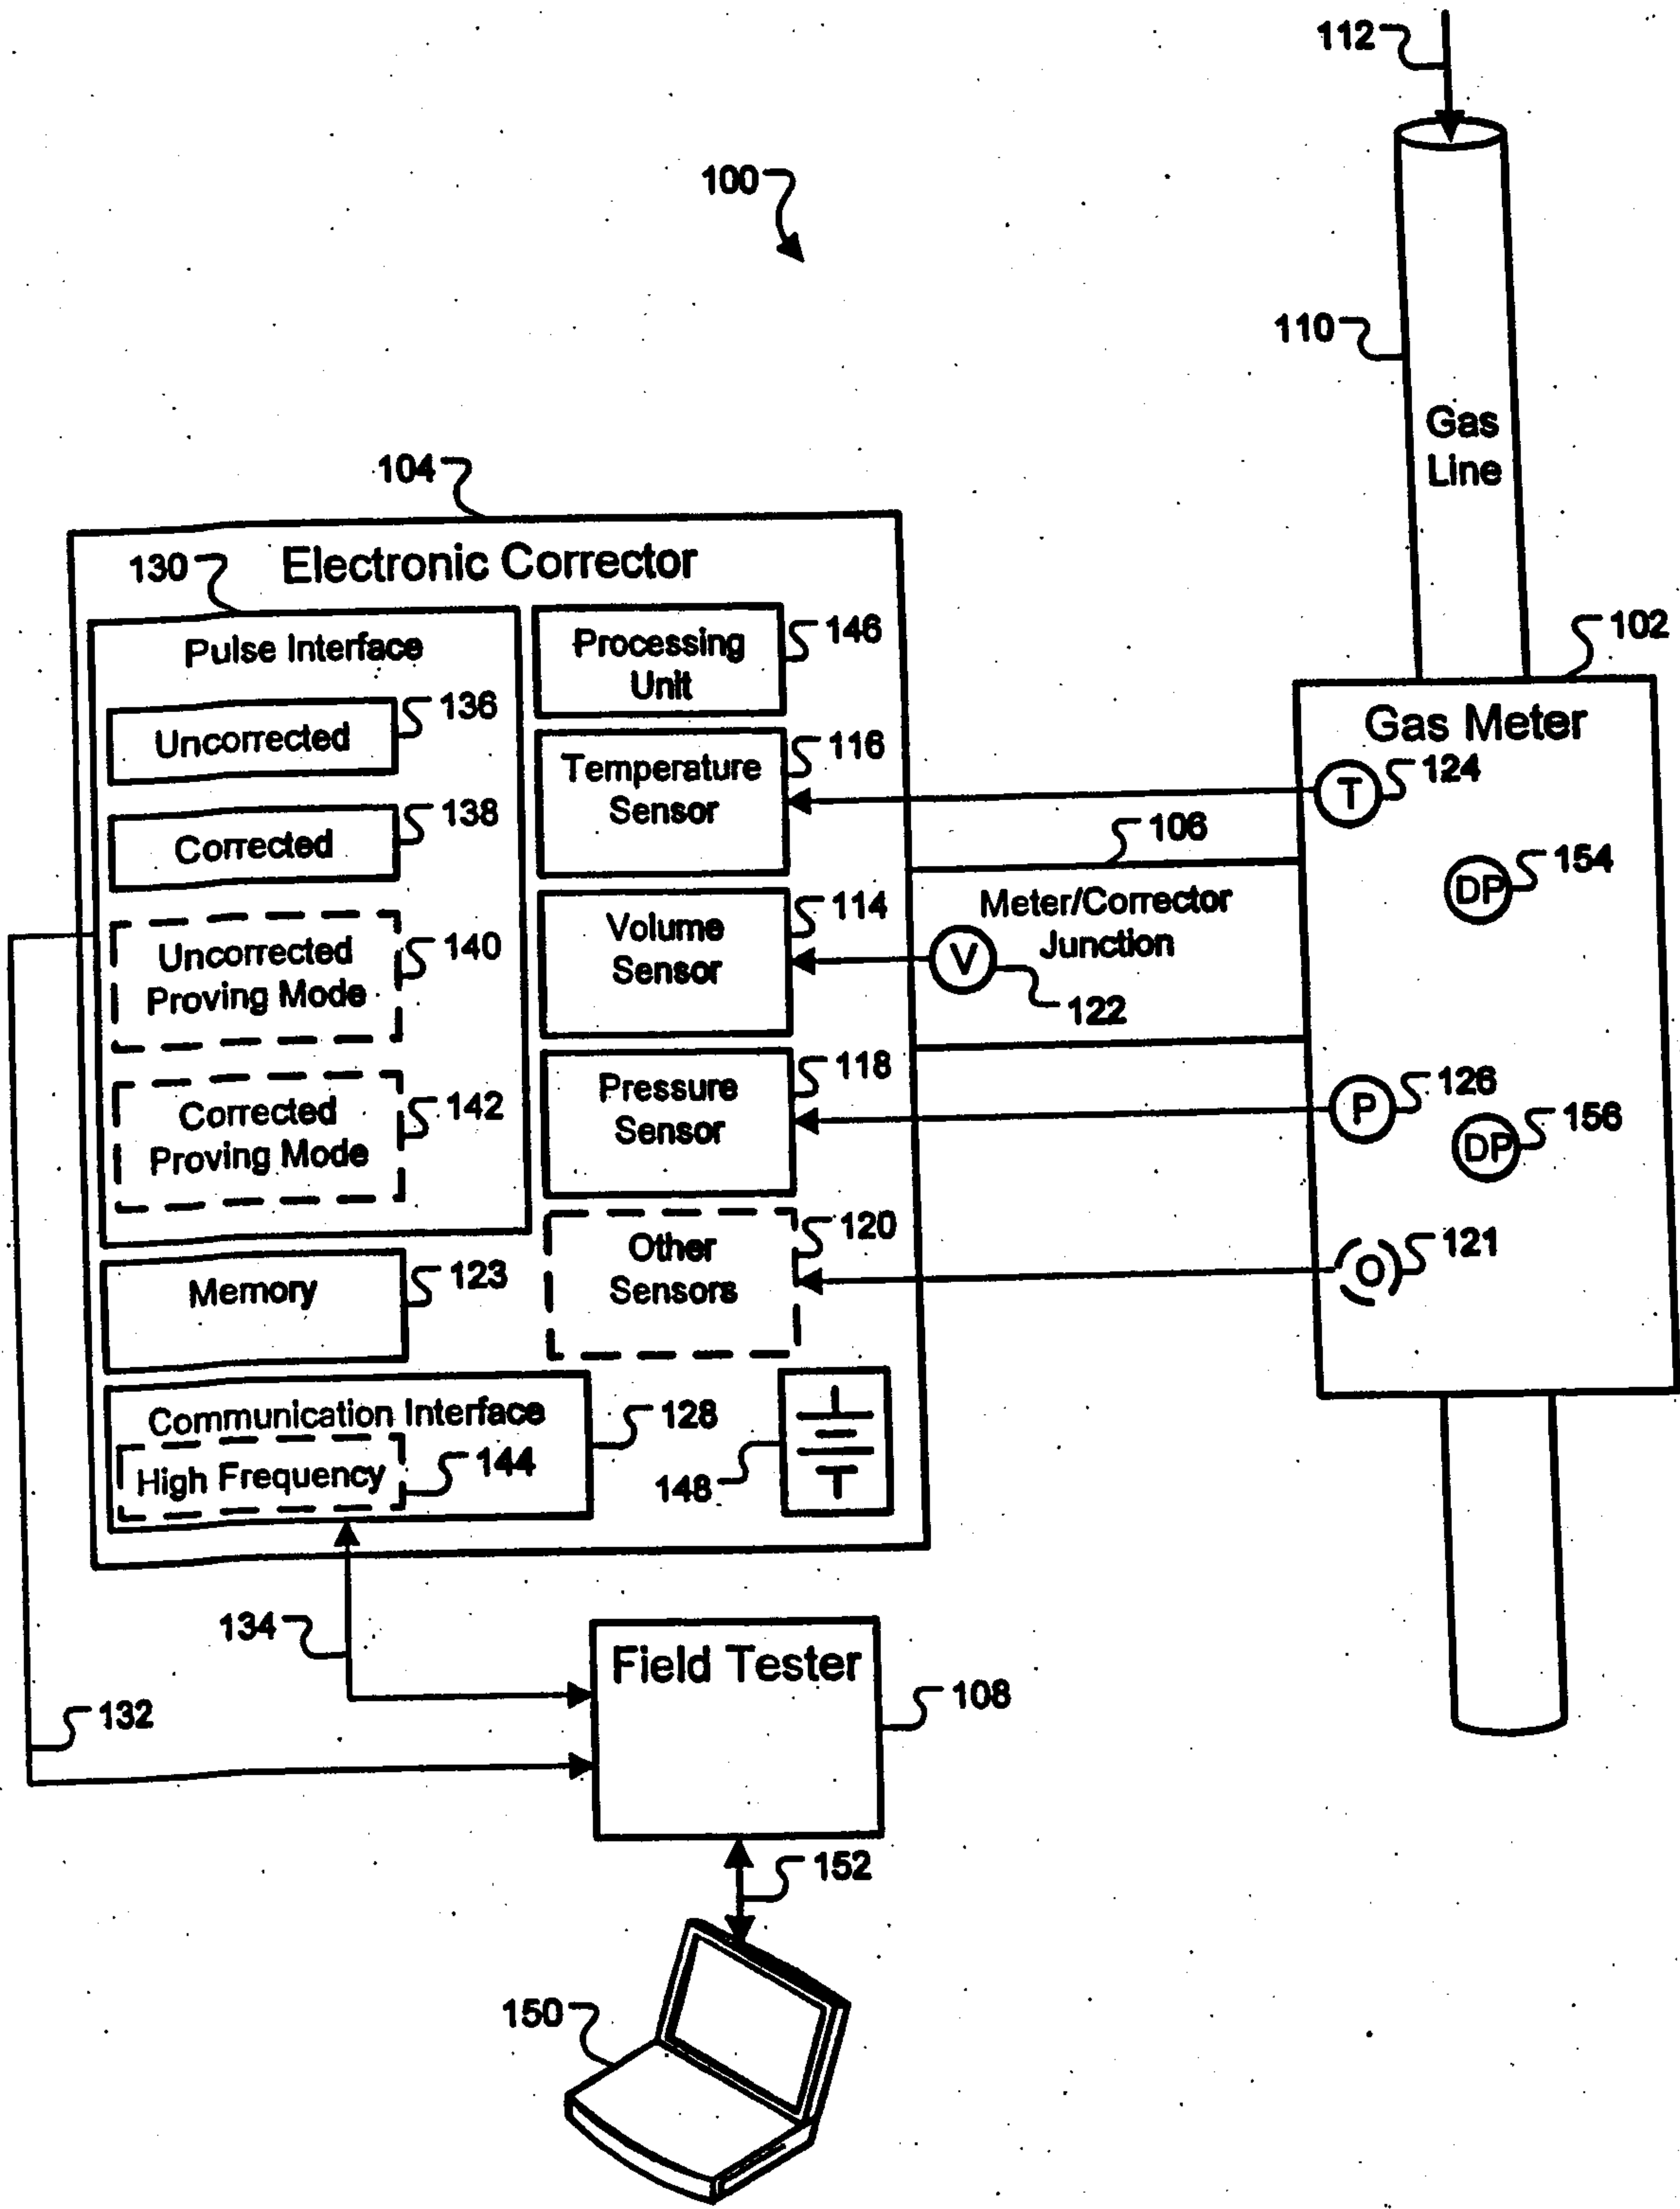 112
100
110
Gas
Line
104
Electronic Corrector
130
Pulse Interface
Processing
Unit
146
102
Gas Meter
Uncorrected
136
Temperature
Sensor
116
T
124
Corrected
138
106
DP
154
Meter/Corrector
Junction
Volume
Sensor
114
V
122
Uncorrected
Proving Mode
140
Pressure
Sensor
118
P
126
DP
156
Corrected
Proving Mode
142
Other
Sensors
120
O
121
Memory
123
Communication Interface
128
High Frequency
144
148
134
Field Tester
108
132
152
150